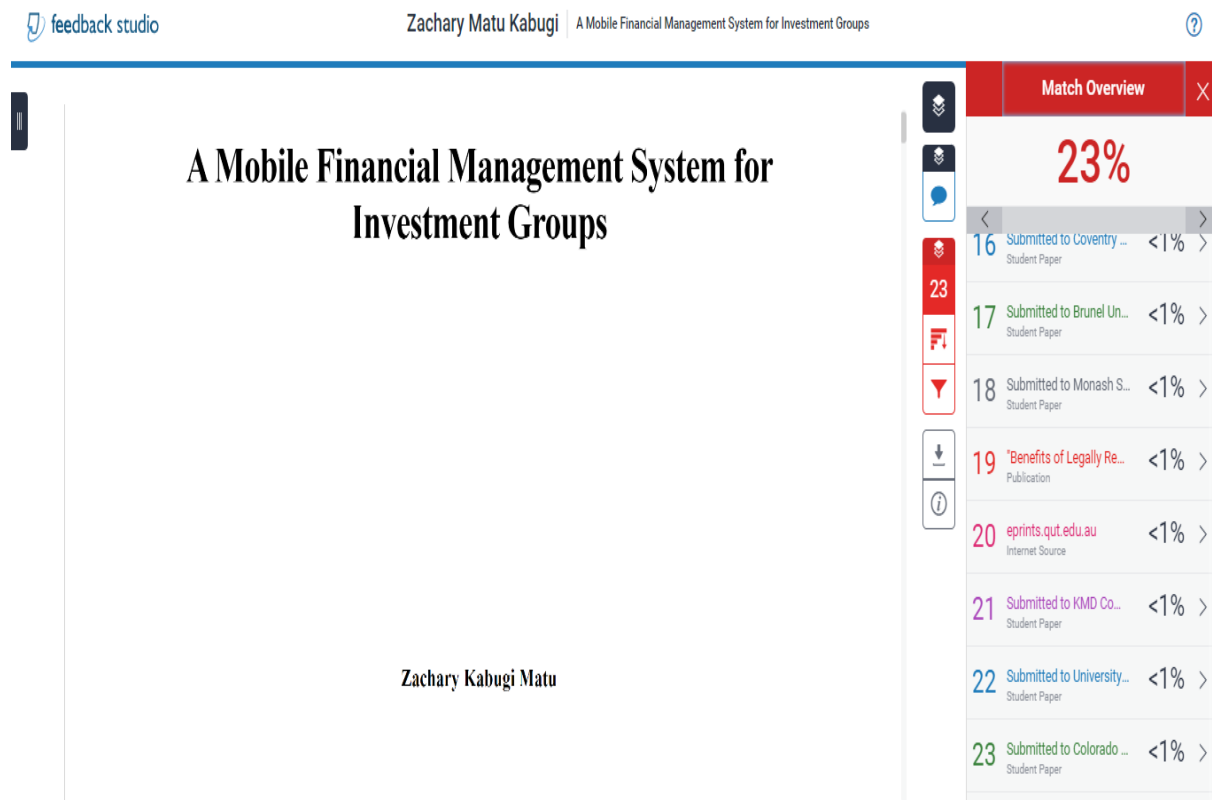 feedback studio
Zachary Matu Kabugi
A Mobile Financial Management System for Investment Groups
?
A Mobile Financial Management System for
Investment Groups
Zachary Kabugi Matu
23
i
Match Overview
X
23%
16 Submitted to Coventry ... <1%
Student Paper
17 Submitted to Brunel Un... <1%
Student Paper
18 Submitted to Monash S... <1%
Student Paper
19 "Benefits of Legally Re... <1%
Publication
20 eprints.qut.edu.au <1%
Internet Source
21 Submitted to KMD Co... <1%
Student Paper
22 Submitted to University... <1%
Student Paper
23 Submitted to Colorado ... <1%
Student Paper